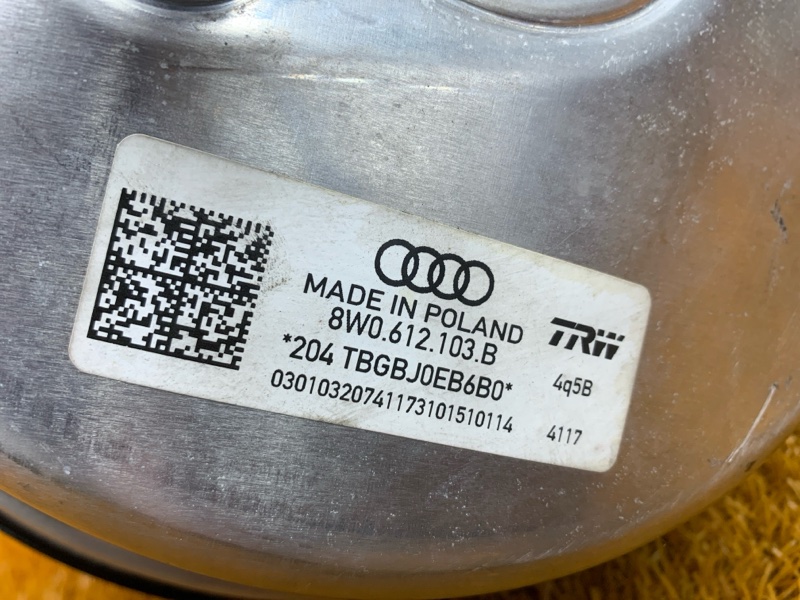 MADE IN POLAND
8W0.612.103.B
*204 TBGBJ0EB6B0*
03010320741173101510114
TRW
4q5B
4117